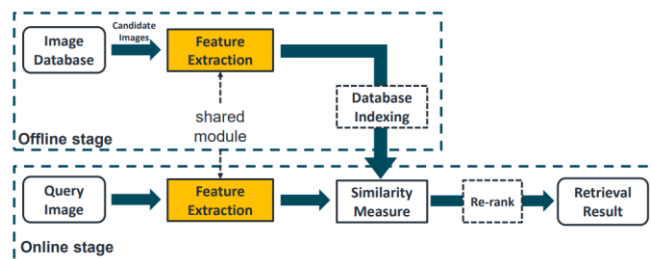 Image
Database
Candidate
Images
Feature
Extraction
Database
Indexing
shared
module
Offline stage
Query
Image
Feature
Extraction
Similarity
Measure
Re-rank
Retrieval
Result
Online stage